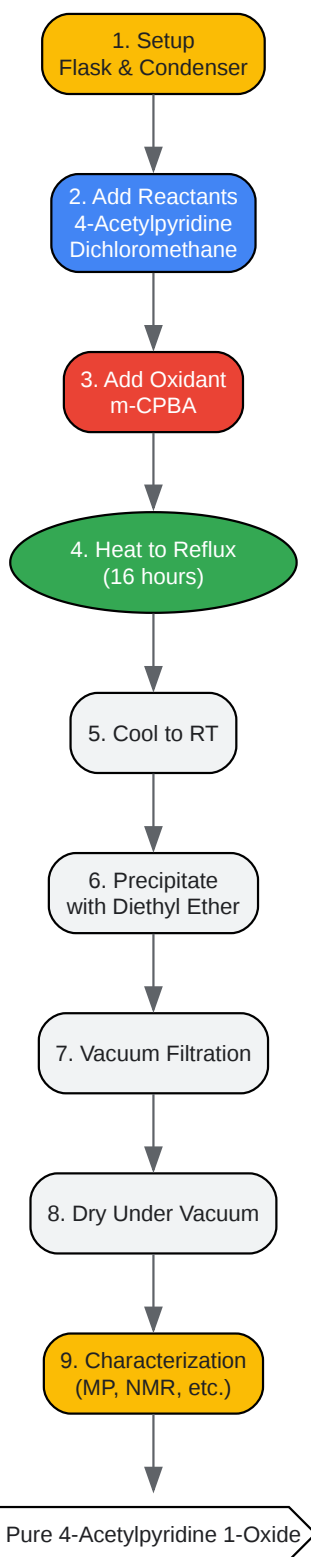 1. Setup
Flask & Condenser
2. Add Reactants
4-Acetylpyridine
Dichloromethane
3. Add Oxidant
m-CPBA
4. Heat to Reflux
(16 hours)
5. Cool to RT
6. Precipitate
with Diethyl Ether
7. Vacuum Filtration
8. Dry Under Vacuum
9. Characterization
(MP, NMR, etc.)
Pure 4-Acetylpyridine 1-Oxide